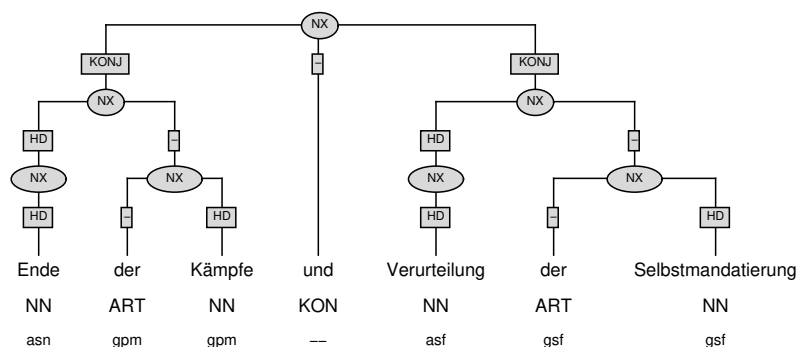 NX
KONJ – KONJ
NX NX
HD – HD –
NX NX NX NX
HD – HD HD – HD
Ende der Kämpfe und Verurteilung der Selbstmandatierung
NN ART NN KON NN ART NN
asn gpm gpm –– asf gsf gsf